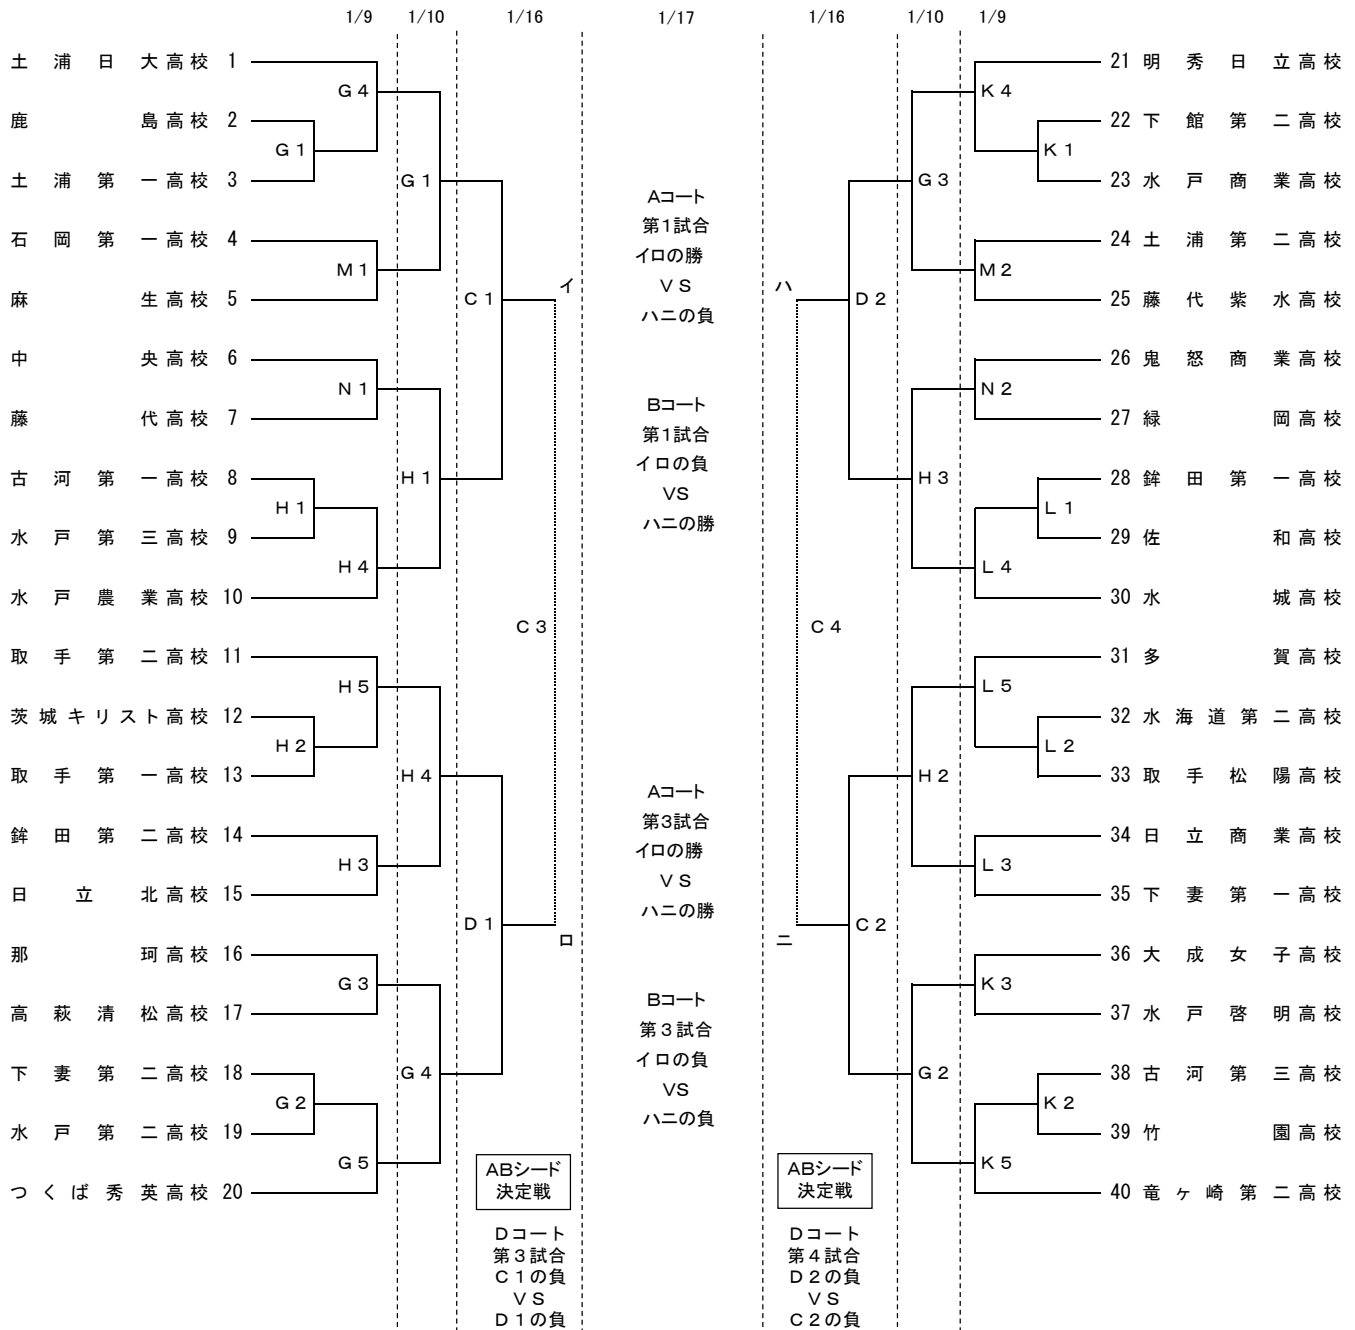 1/9 1/10 1/16 1/17 1/16 1/10 1/9
土浦日大高校 1
鹿島高校 2
土浦第一高校 3
石岡第一高校 4
麻生高校 5
中央高校 6
藤代高校 7
古河第一高校 8
水戸第三高校 9
水戸農業高校 10
取手第二高校 11
茨城キリスト高校 12
取手第一高校 13
鉾田第二高校 14
日立北高校 15
那珂高校 16
高萩清松高校 17
下妻第二高校 18
水戸第二高校 19
つくば秀英高校 20
G4
G1
M1
N1
H1
H4
H5
H2
H3
G3
G2
G5
G1
H1
H4
G4
C1
D1
C3
イ
ロ
ABシード
決定戦
Dコート
第3試合
C1の負
VS
D1の負
Aコート
第1試合
イロの勝
VS
ハニの負
Bコート
第1試合
イロの負
VS
ハニの勝
Aコート
第3試合
イロの勝
VS
ハニの勝
Bコート
第3試合
イロの負
VS
ハニの負
ハ
ニ
C4
D2
C2
G3
H3
H2
G2
K4
K1
M2
N2
L1
L4
L5
L2
L3
K3
K2
K5
ABシード
決定戦
Dコート
第4試合
D2の負
VS
C2の負
21 明秀日立高校
22 下館第二高校
23 水戸商業高校
24 土浦第二高校
25 藤代紫水高校
26 鬼怒商業高校
27 緑岡高校
28 鉾田第一高校
29 佐和高校
30 水城高校
31 多賀高校
32 水海道第二高校
33 取手松陽高校
34 日立商業高校
35 下妻第一高校
36 大成女子高校
37 水戸啓明高校
38 古河第三高校
39 竹園高校
40 竜ヶ崎第二高校